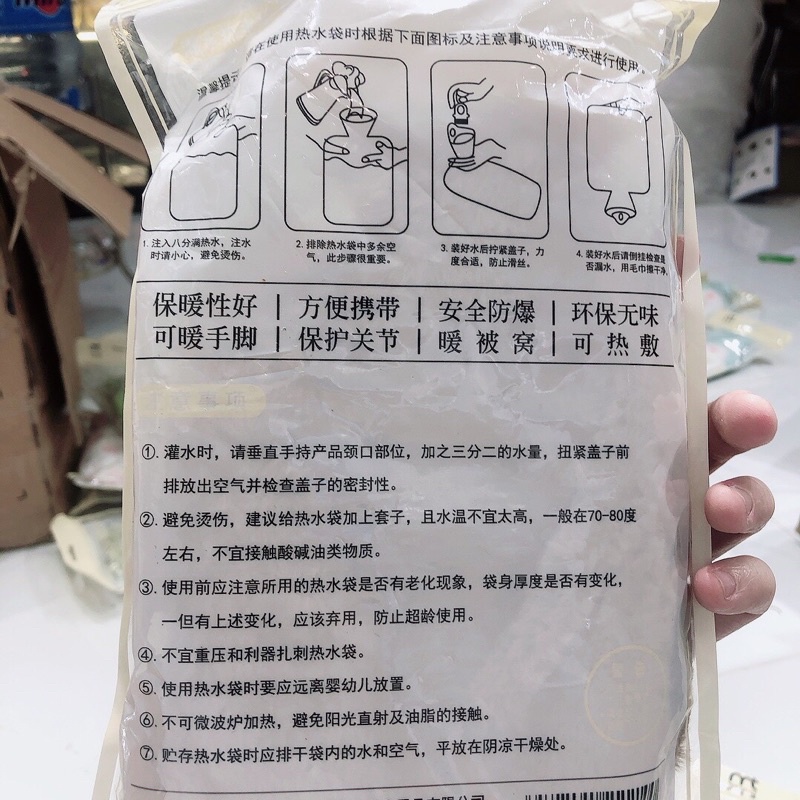 在使用热水袋时根据下面图标及注意事项说明要求进行使用。
温馨提示
1. 注入八分满热水，注水
时请小心，避免烫伤。
2. 排除热水袋中多余空
气，此步骤很重要。
3. 装好水后拧紧盖子，力
度合适，防止滑丝。
4. 装好水后请倒挂检查是
否漏水，用毛巾擦干净。
保暖性好 | 方便携带 | 安全防爆 | 环保无味
可暖手脚 | 保护关节 | 暖被窝 | 可热敷
注意事项
①. 灌水时，请垂直手持产品颈口部位，加之三分二的水量，扭紧盖子前
排放出空气并检查盖子的密封性。
②. 避免烫伤，建议给热水袋加上套子，且水温不宜太高，一般在70-80度
左右，不宜接触酸碱油类物质。
③. 使用前应注意所用的热水袋是否有老化现象，袋身厚度是否有变化，
一但有上述变化，应该弃用，防止超龄使用。
④. 不宜重压和利器扎刺热水袋。
⑤. 使用热水袋时要应远离婴幼儿放置。
⑥. 不可微波炉加热，避免阳光直射及油脂的接触。
⑦. 贮存热水袋时应排干袋内的水和空气，平放在阴凉干燥处。